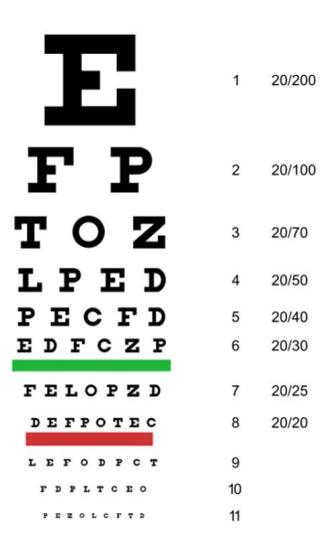 E 1 20/200
F P 2 20/100
T O Z 3 20/70
L P E D 4 20/50
P E C F D 5 20/40
E D F C Z P 6 20/30
F E L O P Z D 7 20/25
D E F P O T E C 8 20/20
L E F O D P C T 9
F D P L T C E O 10
P E Z O L C F T D 11